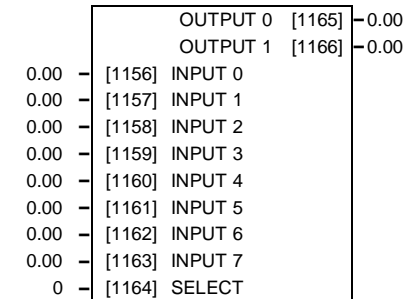 OUTPUT 0 [1165] 0.00
OUTPUT 1 [1166] 0.00
0.00 [1156] INPUT 0
0.00 [1157] INPUT 1
0.00 [1158] INPUT 2
0.00 [1159] INPUT 3
0.00 [1160] INPUT 4
0.00 [1161] INPUT 5
0.00 [1162] INPUT 6
0.00 [1163] INPUT 7
0 [1164] SELECT